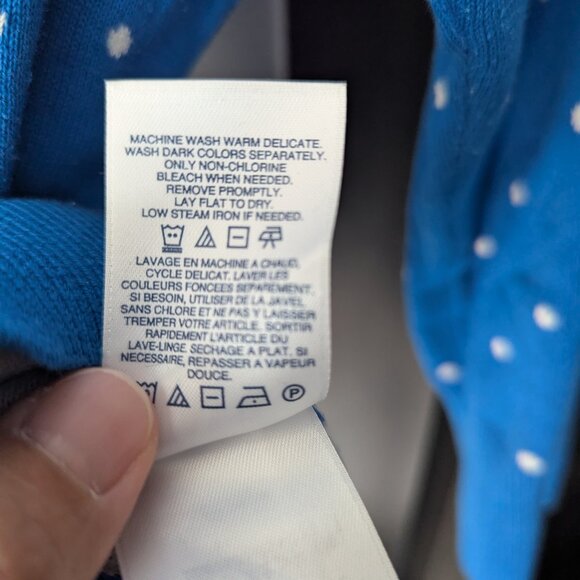 MACHINE WASH WARM DELICATE.
WASH DARK COLORS SEPARATELY.
ONLY NON-CHLORINE
BLEACH WHEN NEEDED.
REMOVE PROMPTLY.
LAY FLAT TO DRY.
LOW STEAM IRON IF NEEDED.
LAVAGE EN MACHINE A CHAUD,
CYCLE DELICAT. LAVER LES
COULEURS FONCEES SEPAREMENT.
SI BESOIN, UTILISER DE LA JAVEL
SANS CHLORE ET NE PAS Y LAISSER
TREMPER VOTRE ARTICLE. SORTIR
RAPIDEMENT L'ARTICLE DU
LAVE-LINGE. SECHAGE A PLAT. SI
NECESSAIRE, REPASSER A VAPEUR
DOUCE.
P